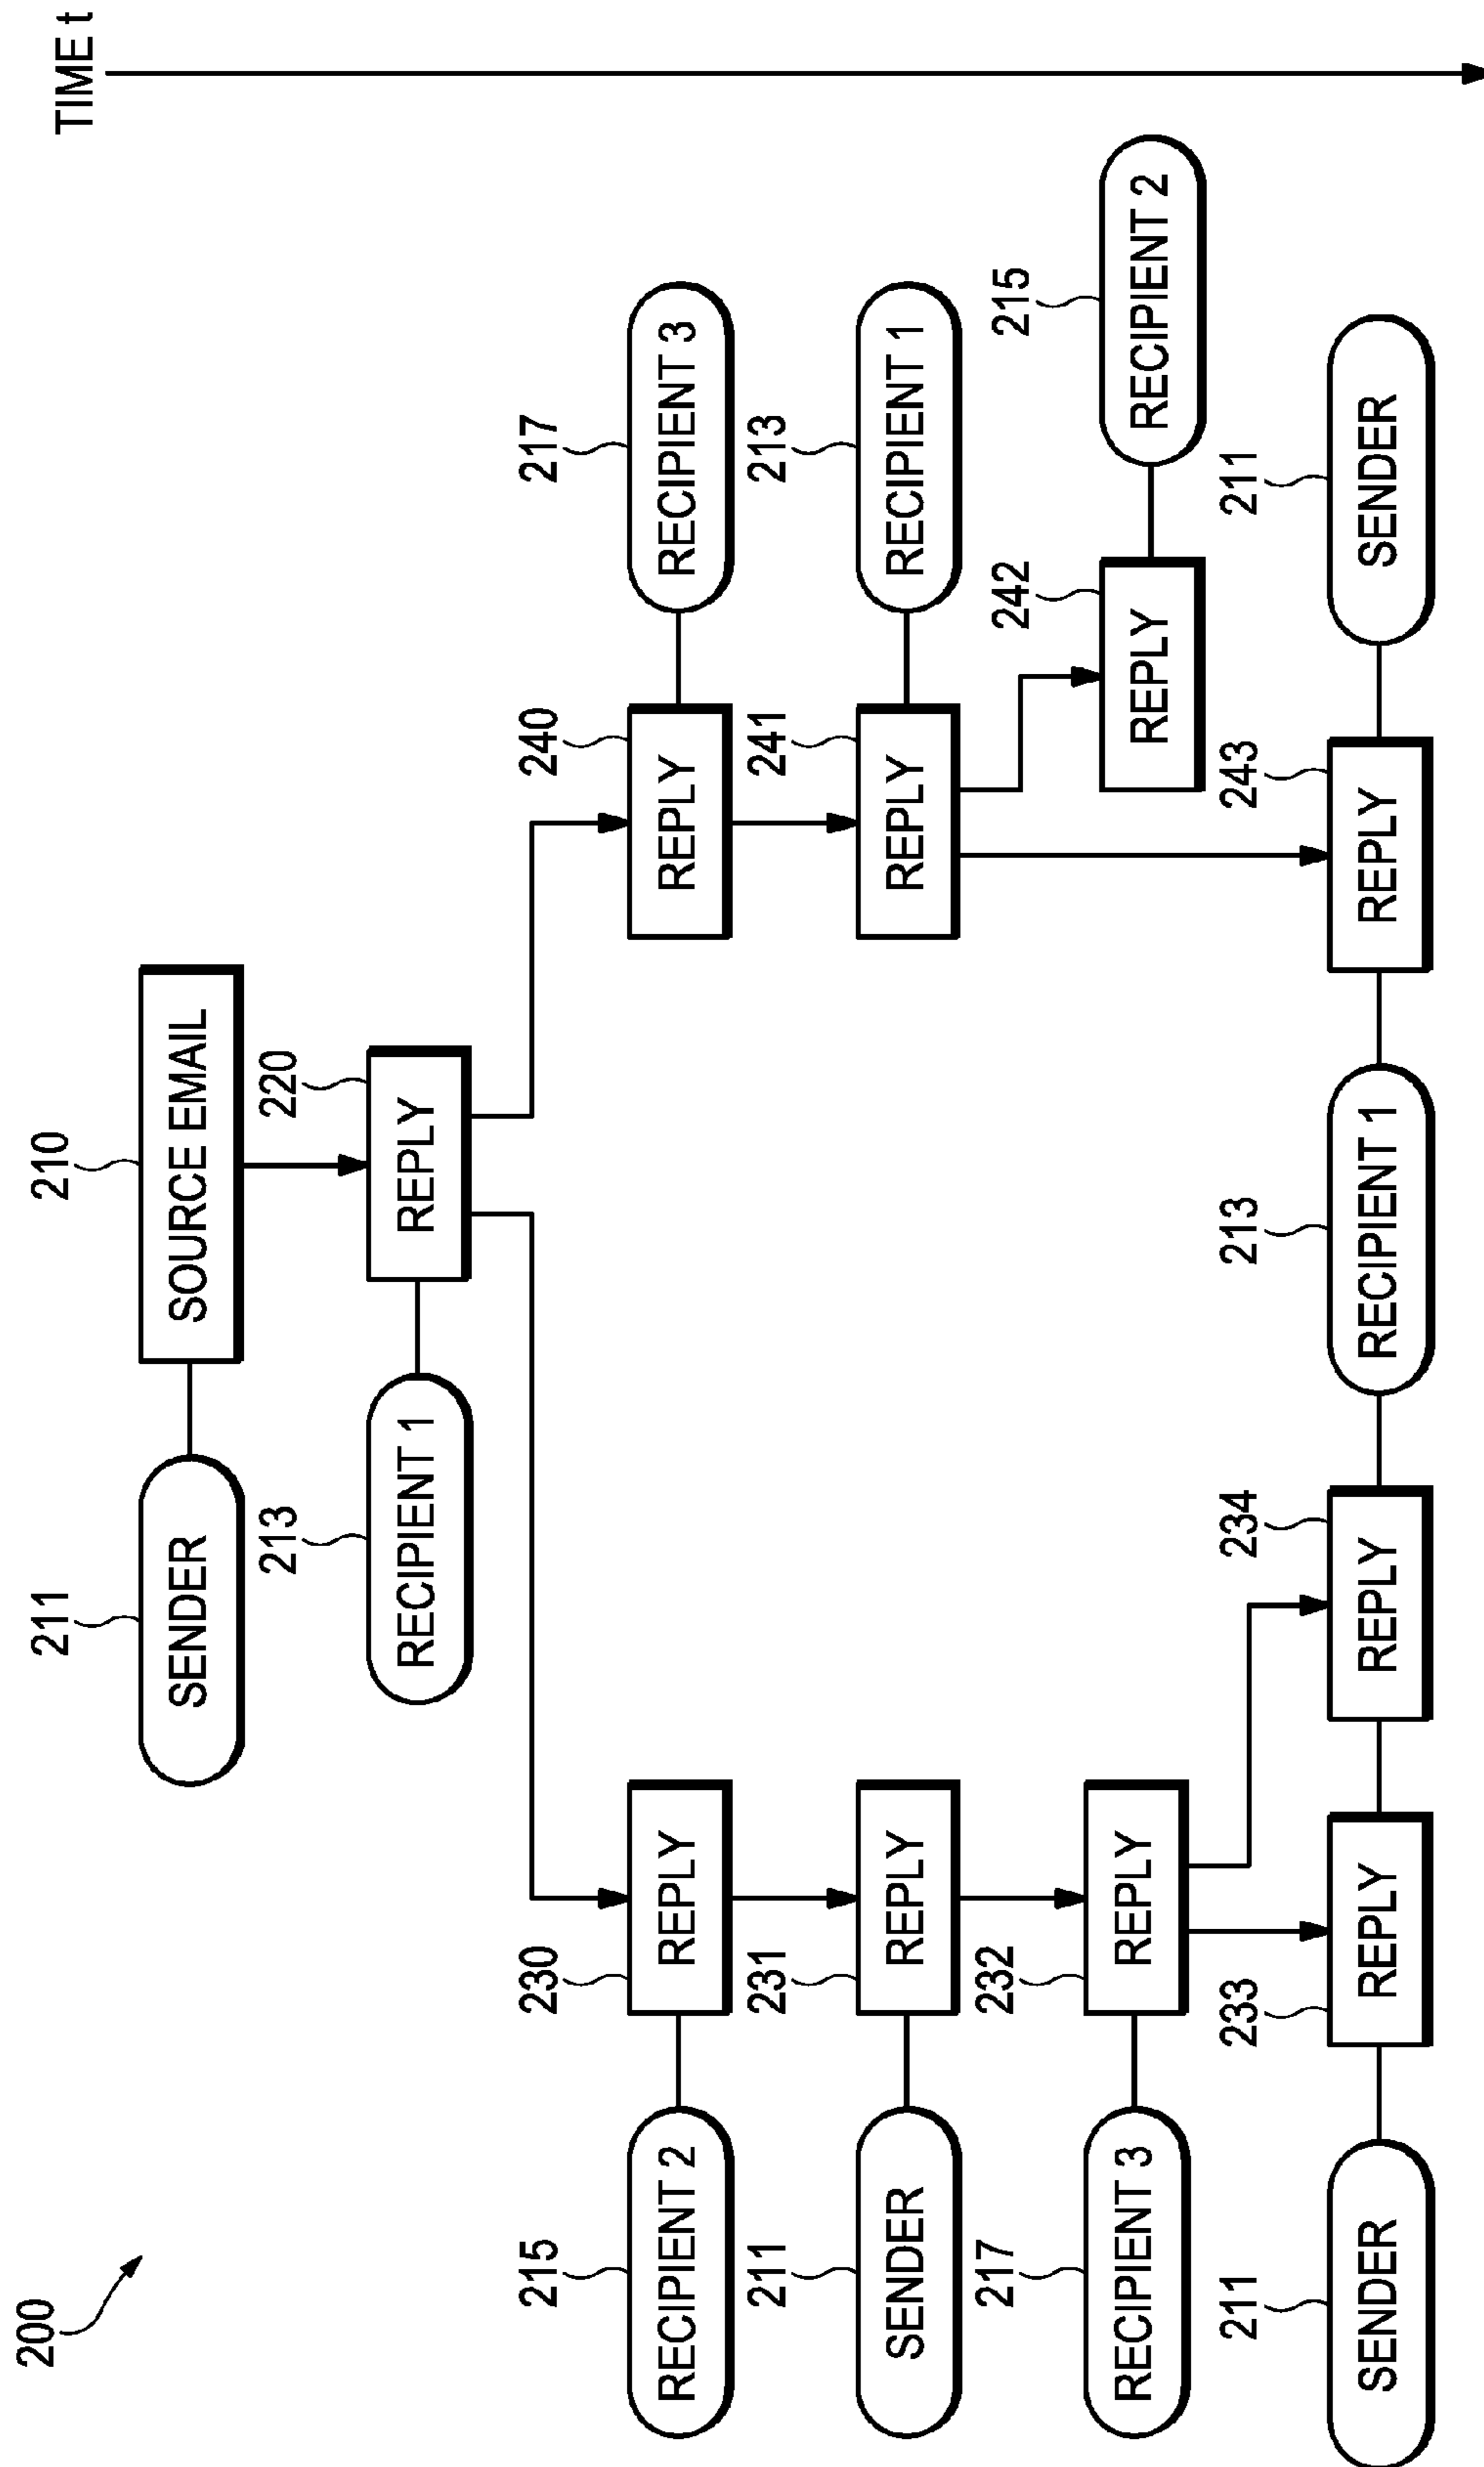 200
TIME t
211
210
SENDER
SOURCE EMAIL
213
220
RECIPIENT 1
REPLY
215
230
240
217
RECIPIENT 2
REPLY
REPLY
RECIPIENT 3
211
231
241
213
SENDER
REPLY
REPLY
RECIPIENT 1
217
232
242
215
RECIPIENT 3
REPLY
REPLY
RECIPIENT 2
211
233
234
213
243
211
SENDER
REPLY
REPLY
RECIPIENT 1
REPLY
SENDER